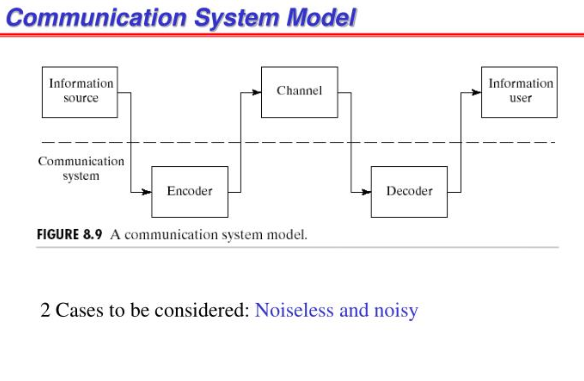 Communication System Model
Information
source
Channel
Information
user
Communication
system
Encoder
Decoder
FIGURE 8.9 A communication system model.
2 Cases to be considered: Noiseless and noisy